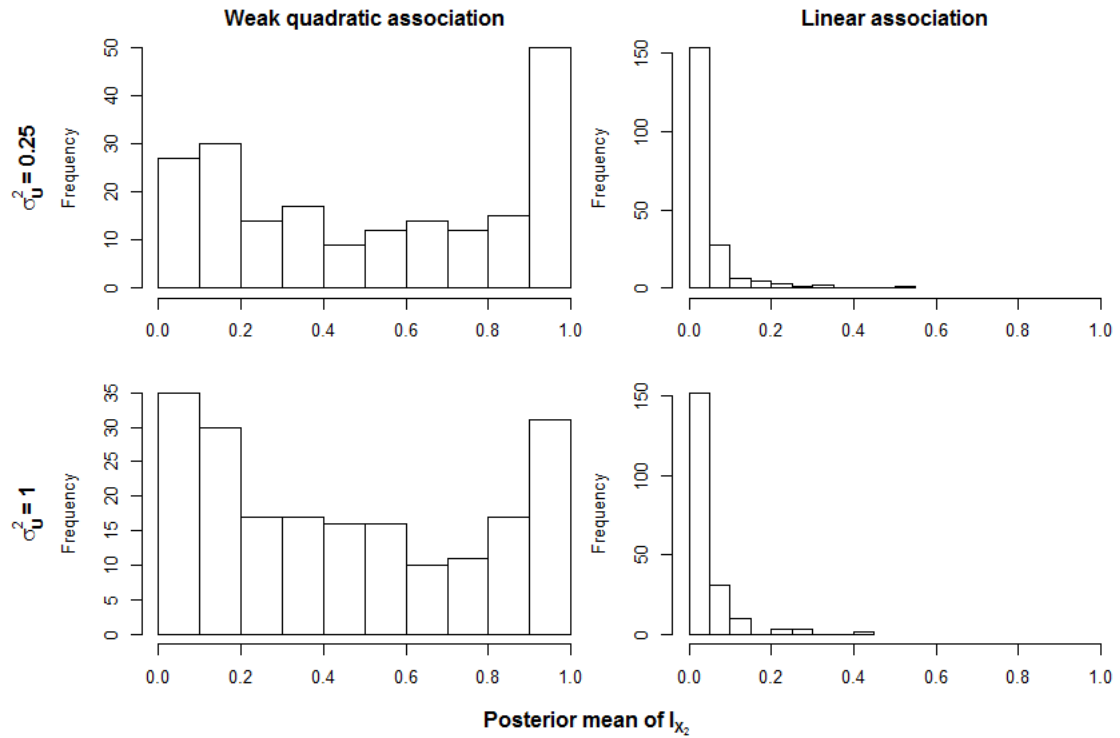 Weak quadratic association
Linear association
σ²_U = 0.25
Frequency
50
40
30
20
10
0
0.0 0.2 0.4 0.6 0.8 1.0
Frequency
150
100
50
0
0.0 0.2 0.4 0.6 0.8 1.0
σ²_U = 1
Frequency
35
30
25
20
15
10
5
0
0.0 0.2 0.4 0.6 0.8 1.0
Frequency
150
100
50
0
0.0 0.2 0.4 0.6 0.8 1.0
Posterior mean of I_X₂